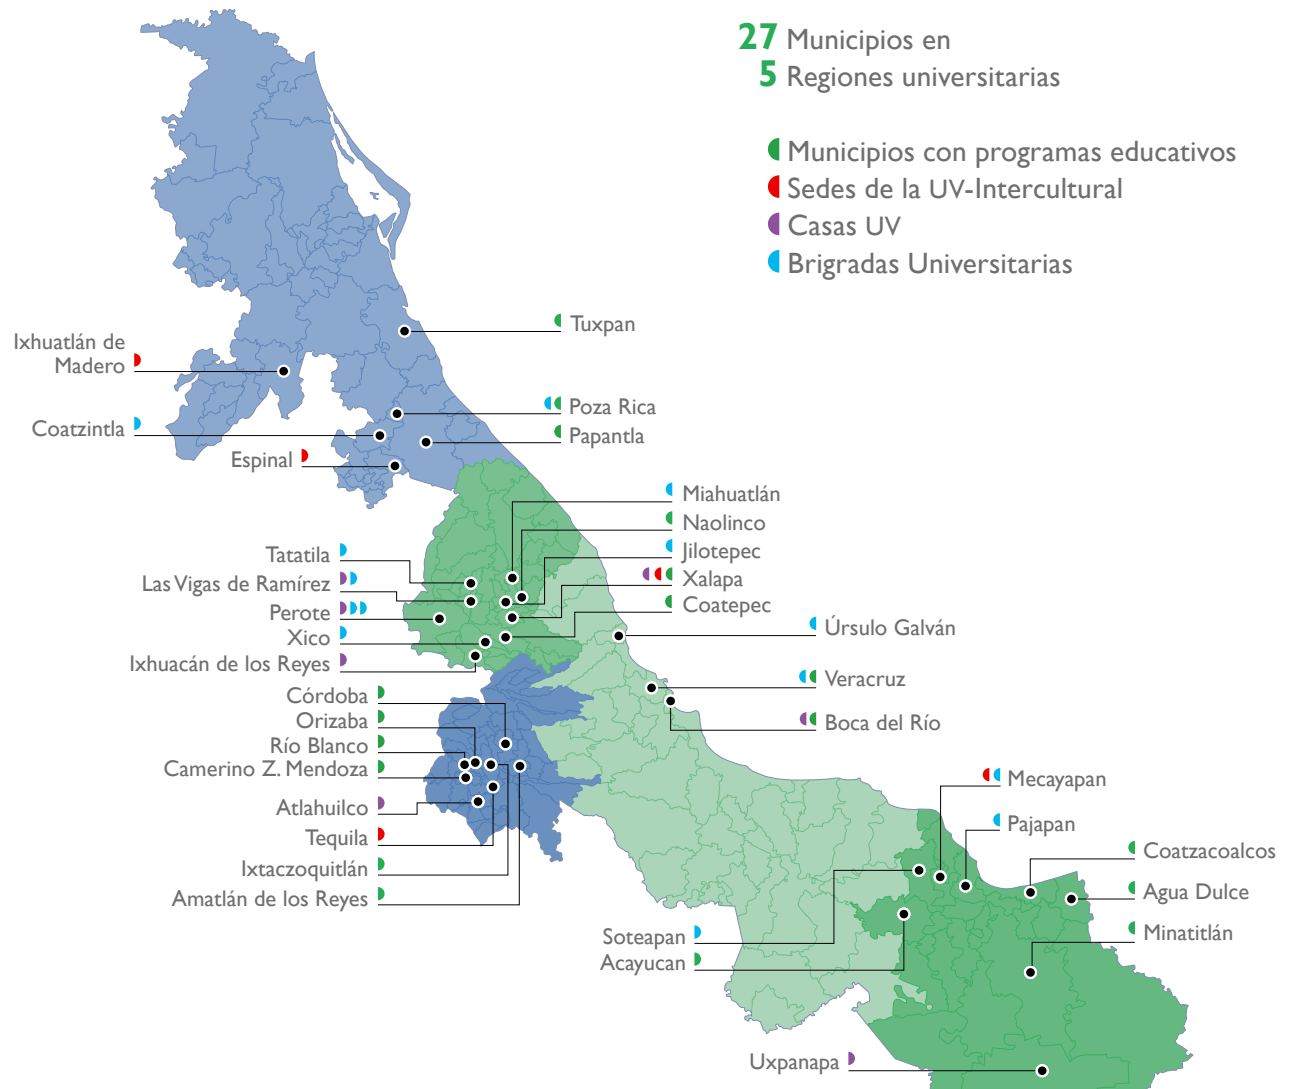 27 Municipios en
5 Regiones universitarias
Municipios con programas educativos
Sedes de la UV-Intercultural
Casas UV
Brigradas Universitarias
Tuxpan
Ixhuatlán de
Madero
Poza Rica
Coatzintla
Papantla
Espinal
Miahuatlán
Naolinco
Jilotepec
Tatatila
Xalapa
Las Vigas de Ramírez
Coatepec
Perote
Úrsulo Galván
Xico
Ixhuacán de los Reyes
Veracruz
Córdoba
Orizaba
Boca del Río
Río Blanco
Camerino Z. Mendoza
Mecayapan
Atlahuilco
Pajapan
Tequila
Coatzacoalcos
Ixtaczoquitlán
Agua Dulce
Amatlán de los Reyes
Minatitlán
Soteapan
Acayucan
Uxpanapa